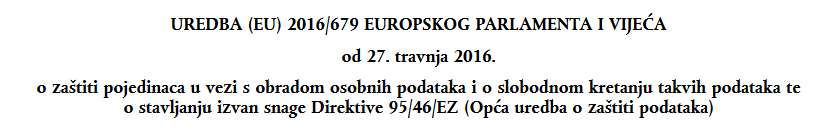 UREDBA (EU) 2016/679 EUROPSKOG PARLAMENTA I VIJEĆA
od 27. travnja 2016.
o zaštiti pojedinaca u vezi s obradom osobnih podataka i o slobodnom kretanju takvih podataka te
o stavljanju izvan snage Direktive 95/46/EZ (Opća uredba o zaštiti podataka)